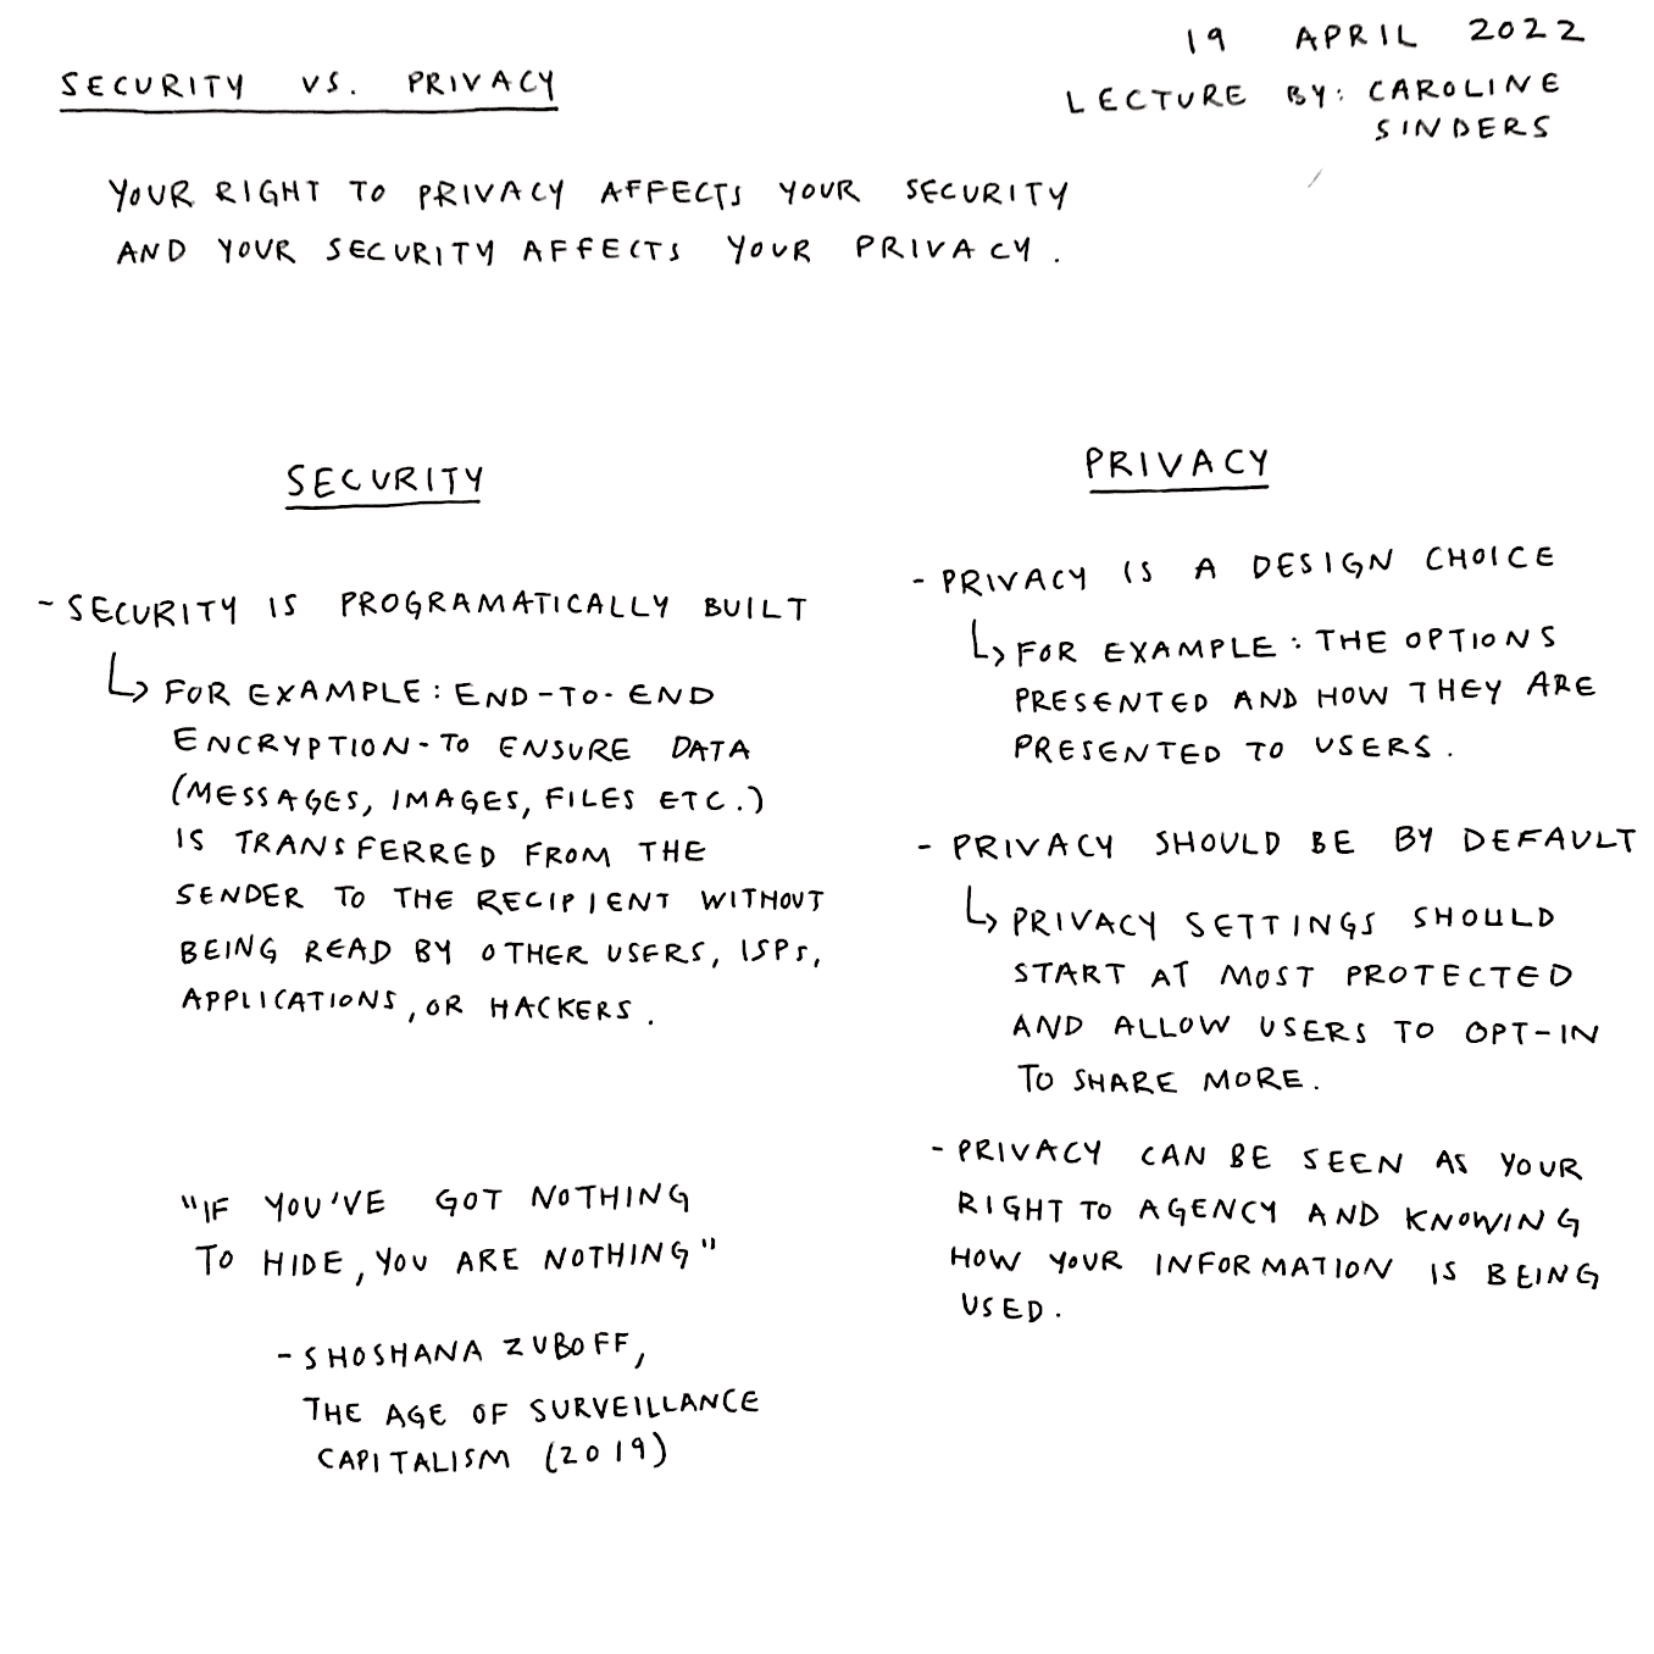 SECURITY VS. PRIVACY
19 APRIL 2022
LECTURE BY: CAROLINE
SINDERS
YOUR RIGHT TO PRIVACY AFFECTS YOUR SECURITY
AND YOUR SECURITY AFFECTS YOUR PRIVACY.
SECURITY
- SECURITY IS PROGRAMATICALLY BUILT
↳ FOR EXAMPLE: END-TO-END
ENCRYPTION - TO ENSURE DATA
(MESSAGES, IMAGES, FILES ETC.)
IS TRANSFERRED FROM THE
SENDER TO THE RECIPIENT WITHOUT
BEING READ BY OTHER USERS, ISPs,
APPLICATIONS, OR HACKERS.
"IF YOU'VE GOT NOTHING
TO HIDE, YOU ARE NOTHING"
- SHOSHANA ZUBOFF,
THE AGE OF SURVEILLANCE
CAPITALISM (2019)
PRIVACY
- PRIVACY IS A DESIGN CHOICE
↳ FOR EXAMPLE: THE OPTIONS
PRESENTED AND HOW THEY ARE
PRESENTED TO USERS.
- PRIVACY SHOULD BE BY DEFAULT
↳ PRIVACY SETTINGS SHOULD
START AT MOST PROTECTED
AND ALLOW USERS TO OPT-IN
TO SHARE MORE.
- PRIVACY CAN BE SEEN AS YOUR
RIGHT TO AGENCY AND KNOWING
HOW YOUR INFORMATION IS BEING
USED.